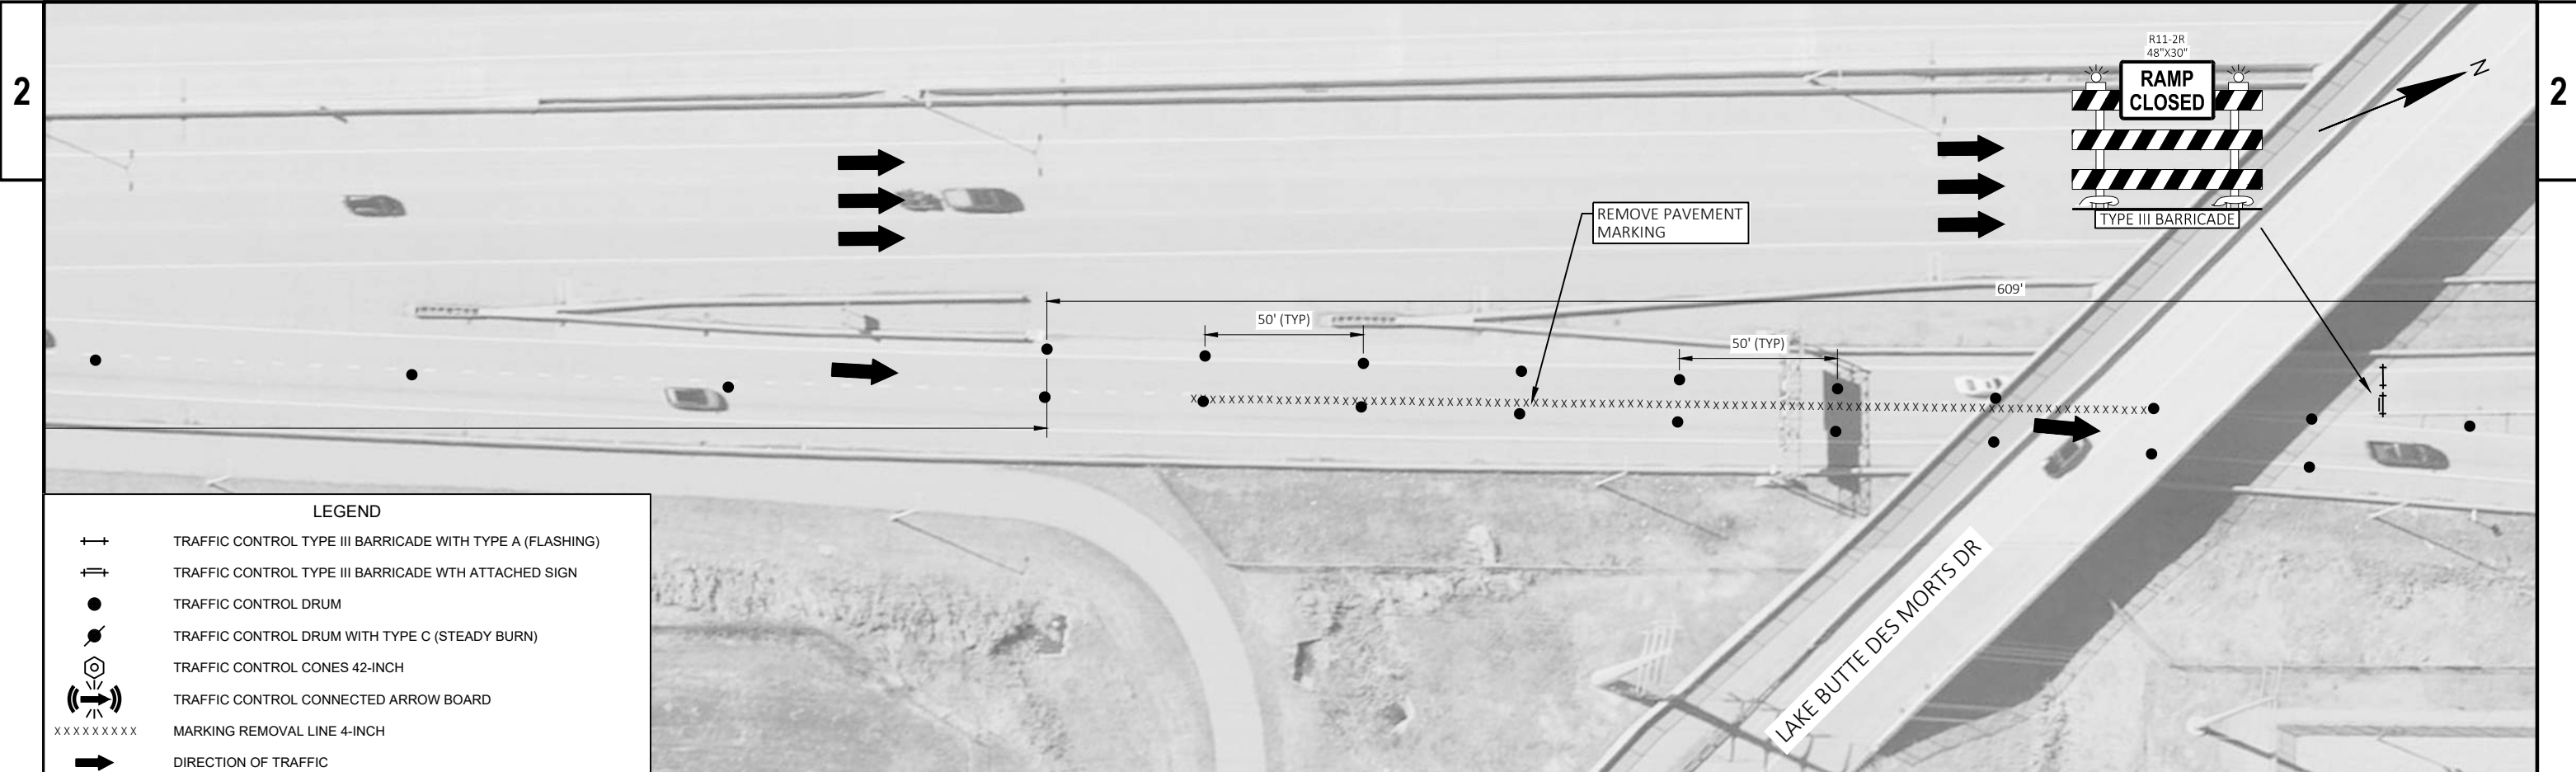 2
2
R11-2R
48"X30"
RAMP
CLOSED
TYPE III BARRICADE
N
REMOVE PAVEMENT
MARKING
609'
50' (TYP)
50' (TYP)
XXXXXXXXXXXXXXXXXXXXXXXXXXXXXXXXXXXXXXXXXXXXXXXXXXXXXXXXXXXXXXXXXXXXXXXXXXXXXXXXXXXXXXXX
LAKE BUTTE DES MORTS DR
LEGEND
TRAFFIC CONTROL TYPE III BARRICADE WITH TYPE A (FLASHING)
TRAFFIC CONTROL TYPE III BARRICADE WTH ATTACHED SIGN
TRAFFIC CONTROL DRUM
TRAFFIC CONTROL DRUM WITH TYPE C (STEADY BURN)
TRAFFIC CONTROL CONES 42-INCH
TRAFFIC CONTROL CONNECTED ARROW BOARD
XXXXXXXXX MARKING REMOVAL LINE 4-INCH
DIRECTION OF TRAFFIC